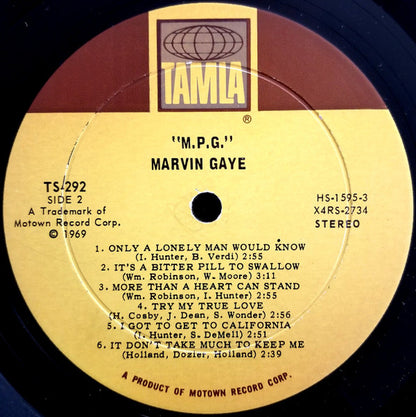 TAMLA
®
"M.P.G."
MARVIN GAYE
TS-292
SIDE 2
A Trademark of
Motown Record Corp.
© 1969
HS-1595-3
X4RS-2734
STEREO
1. ONLY A LONELY MAN WOULD KNOW
(I. Hunter, B. Verdi) 2:55
2. IT'S A BITTER PILL TO SWALLOW
(Wm. Robinson, W. Moore) 3:11
3. MORE THAN A HEART CAN STAND
(Wm. Robinson, I. Hunter) 2:55
4. TRY MY TRUE LOVE
(H. Cosby, J. Dean, S. Wonder) 2:56
5. I GOT TO GET TO CALIFORNIA
(I. Hunter, S. DeMell) 2:51
6. IT DON'T TAKE MUCH TO KEEP ME
(Holland, Dozier, Holland) 2:39
A PRODUCT OF MOTOWN RECORD CORP.